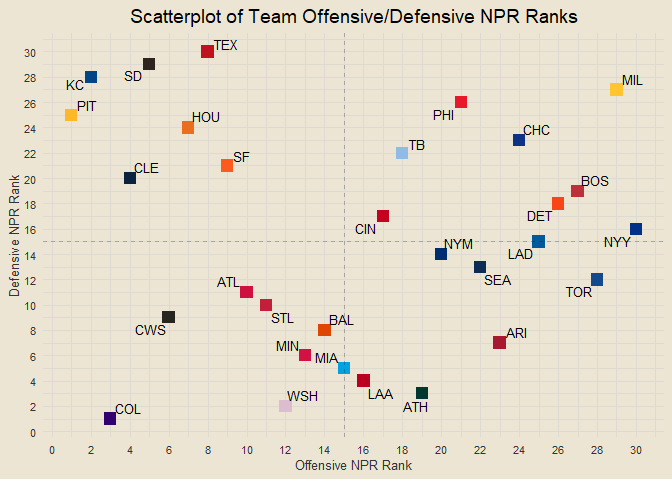 Scatterplot of Team Offensive/Defensive NPR Ranks
Defensive NPR Rank
30
28
26
24
22
20
18
16
14
12
10
8
6
4
2
0
TEX
SD
KC
MIL
PIT
PHI
HOU
CHC
TB
SF
CLE
BOS
DET
CIN
NYY
NYM
LAD
SEA
TOR
ATL
STL
CWS
BAL
ARI
MIN
MIA
LAA
ATH
WSH
COL
0 2 4 6 8 10 12 14 16 18 20 22 24 26 28 30
Offensive NPR Rank